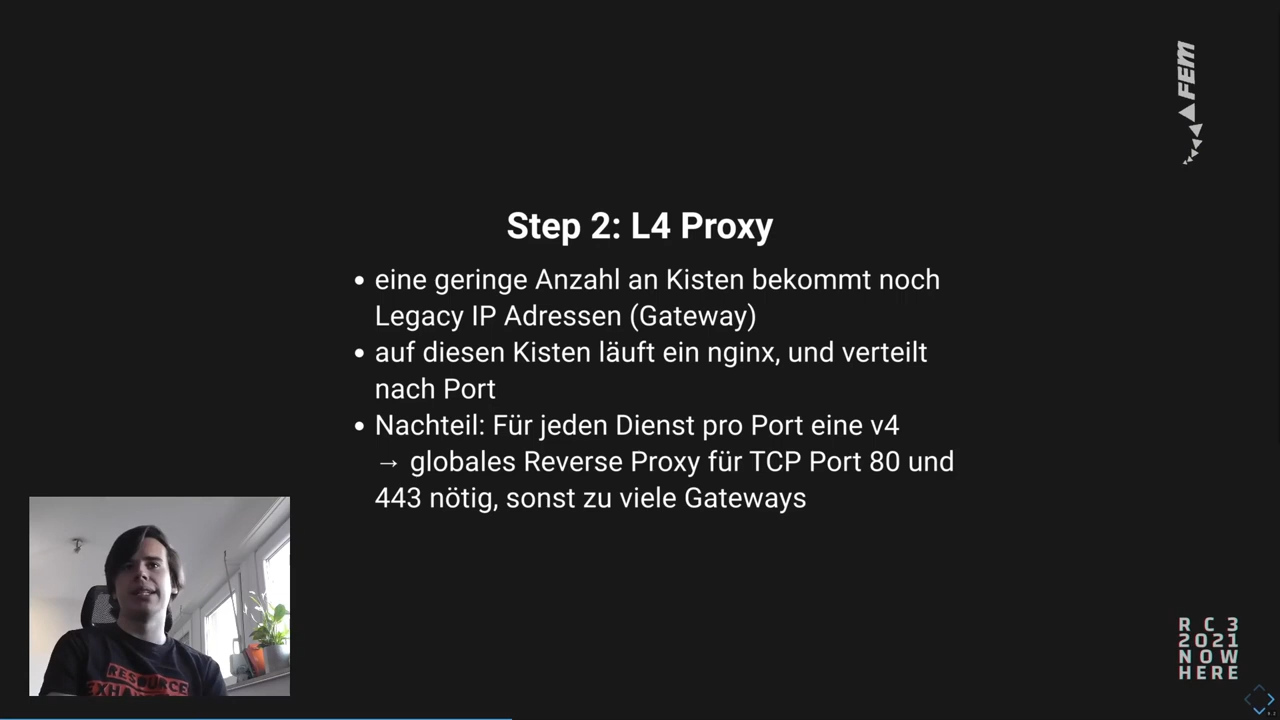 FEM
Step 2: L4 Proxy
• eine geringe Anzahl an Kisten bekommt noch
Legacy IP Adressen (Gateway)
• auf diesen Kisten läuft ein nginx, und verteilt
nach Port
• Nachteil: Für jeden Dienst pro Port eine v4
→ globales Reverse Proxy für TCP Port 80 und
443 nötig, sonst zu viele Gateways
RESOURCE
R C 3
2021
NOW
HERE